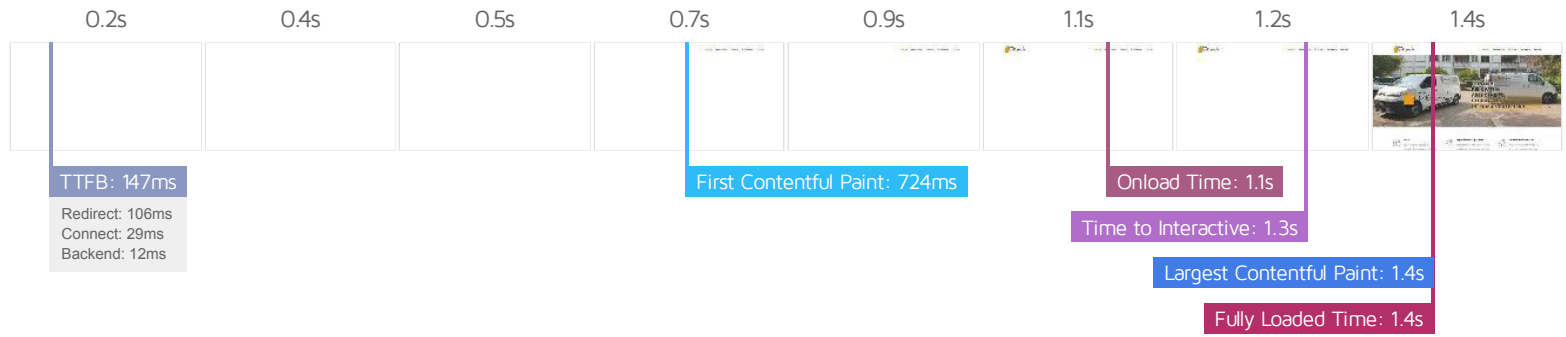 0.2s
0.4s
0.5s
0.7s
0.9s
1.1s
1.2s
1.4s
TTFB: 147ms
Redirect: 106ms
Connect: 29ms
Backend: 12ms
First Contentful Paint: 724ms
Onload Time: 1.1s
Time to Interactive: 1.3s
Largest Contentful Paint: 1.4s
Fully Loaded Time: 1.4s